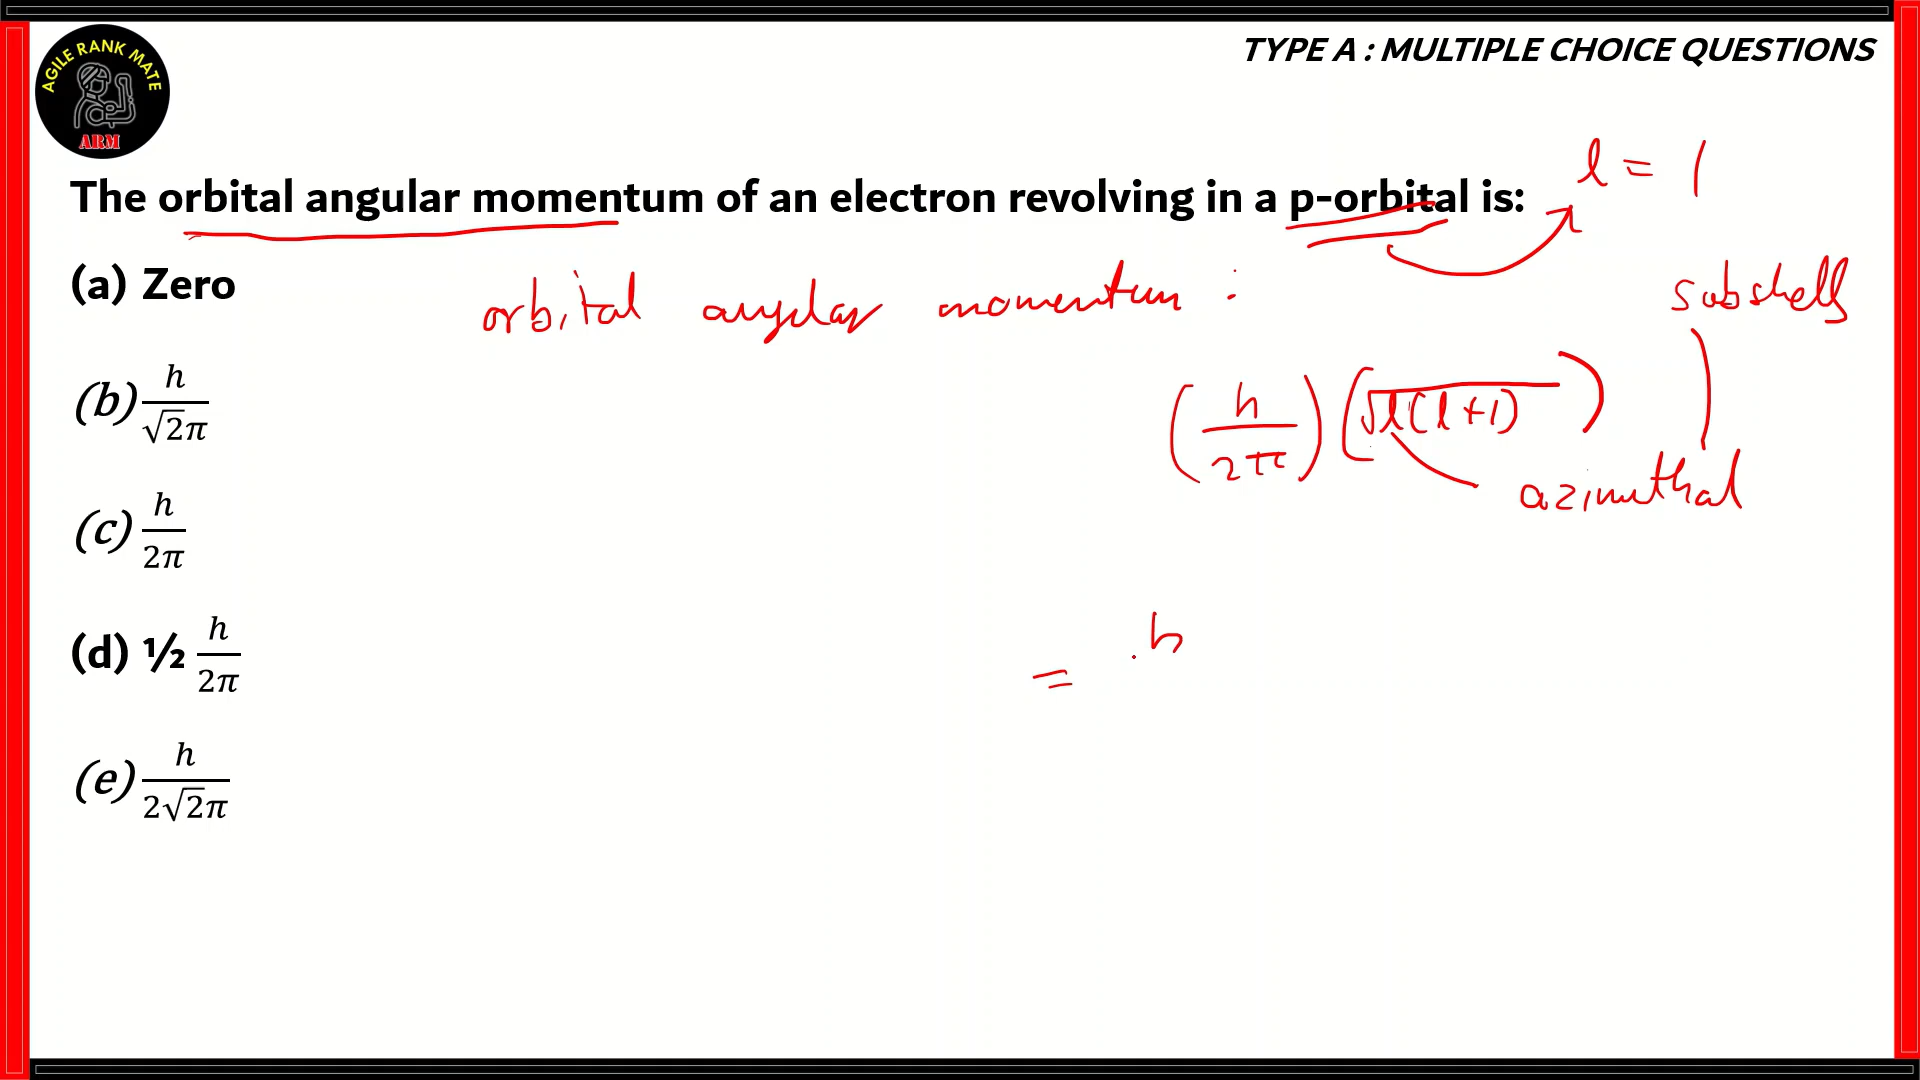 AGILE RANK MATE
ARM
TYPE A : MULTIPLE CHOICE QUESTIONS
l = 1
The orbital angular momentum of an electron revolving in a p-orbital is:
(a) Zero
orbital angular momentum :
subshells
(h/2π) (√l(l+1))
azimuthal
(b) h/√2π
(c) h/2π
(d) ½ h/2π
= h
(e) h/2√2π